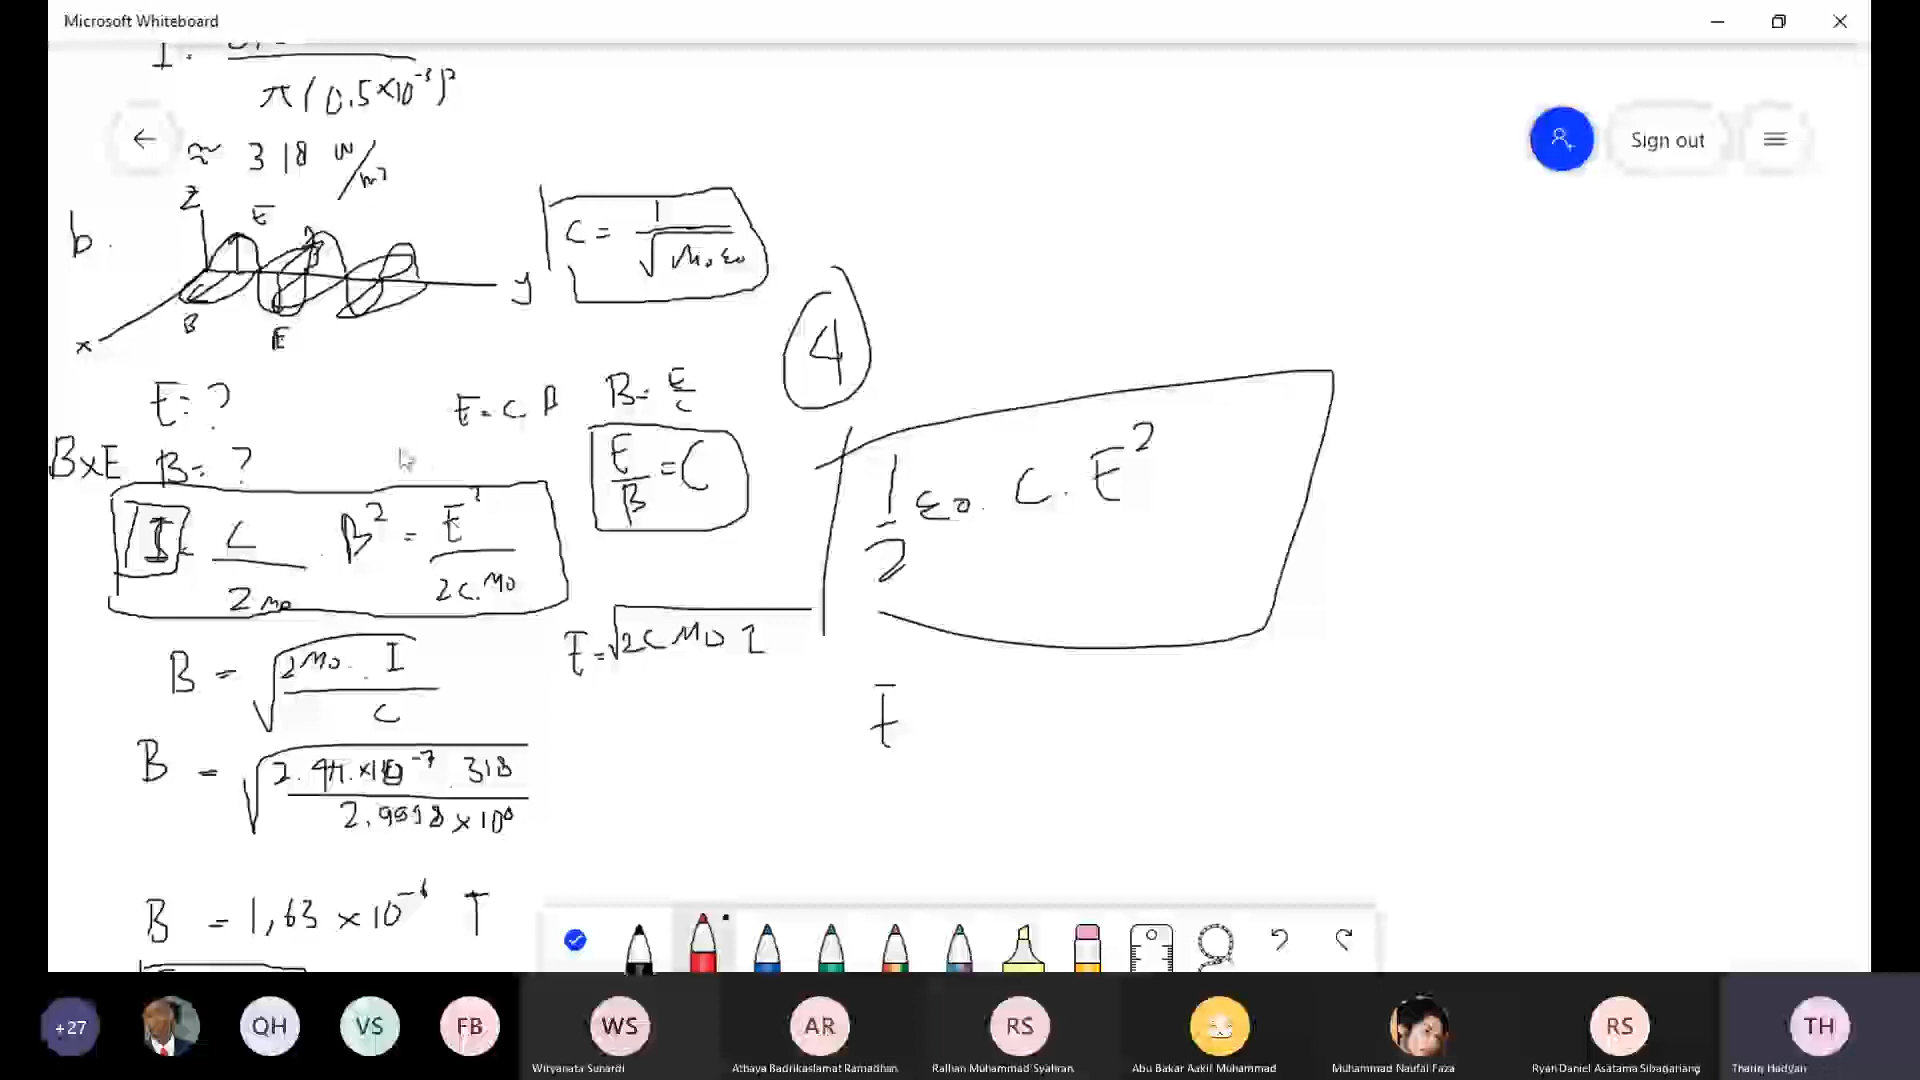 Microsoft Whiteboard
I =
π(0.5×10⁻³)²
≈ 318 W/m²
Sign out
b.
z
E
B
E
x
y
c = 1/√μ₀ε₀
4
E = ?
E = c B
B = E/c
B×E
B = ?
E/B = C
I = c/2μ₀ . B² = E²/2c.μ₀
1/2 ε₀ . c . E²
B = √2μ₀ . I/c
E = √2cμ₀I
E
B = √2.4π.×10⁻⁷ . 318/2.9918×10⁸
B = 1,63 ×10⁻⁶ T
+27
QH
VS
FB
WS
AR
RS
RS
TH
Wiryanata Sunardi
Athaya Badrikaslamat Ramadhan
Raihan Muhammad Syahran
Abu Bakar Aakif Muhammad
Muhammad Naufal Faza
Ryan Daniel Asatama Sibagariang